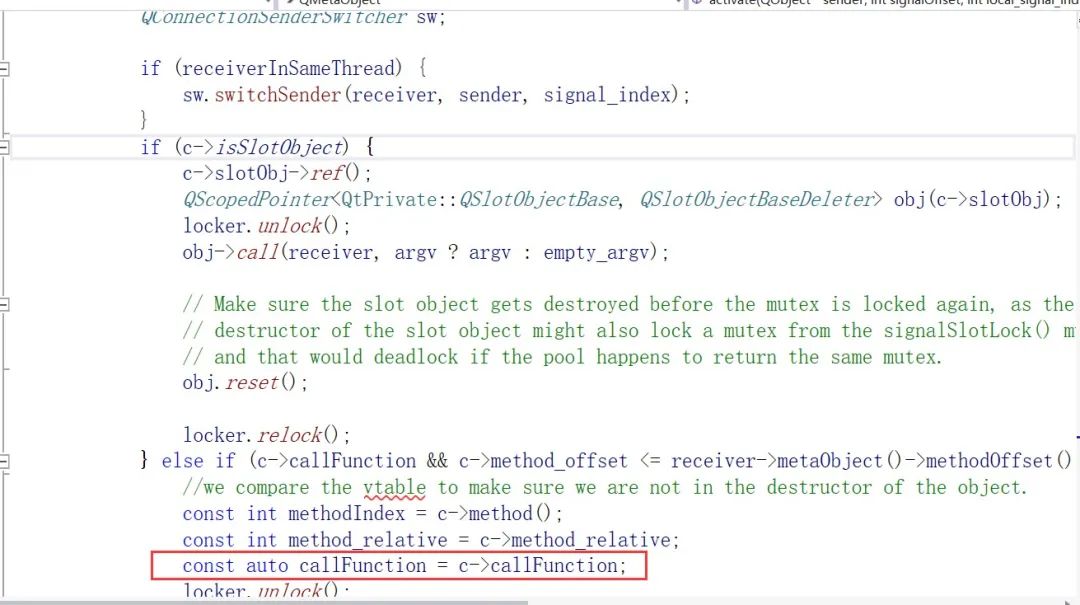 QMetaObject
activate(QObject * sender, int signalOffset, int local_signal_ind
QConnectionSenderSwitcher sw;
if (receiverInSameThread) {
sw.switchSender(receiver, sender, signal_index);
}
if (c->isSlotObject) {
c->slotObj->ref();
QScopedPointer<QtPrivate::QSlotObjectBase, QSlotObjectBaseDeleter> obj(c->slotObj);
locker.unlock();
obj->call(receiver, argv ? argv : empty_argv);
// Make sure the slot object gets destroyed before the mutex is locked again, as the
// destructor of the slot object might also lock a mutex from the signalSlotLock() m
// and that would deadlock if the pool happens to return the same mutex.
obj.reset();
locker.relock();
} else if (c->callFunction && c->method_offset <= receiver->metaObject()->methodOffset()
//we compare the vtable to make sure we are not in the destructor of the object.
const int methodIndex = c->method();
const int method_relative = c->method_relative;
const auto callFunction = c->callFunction;
locker.unlock();